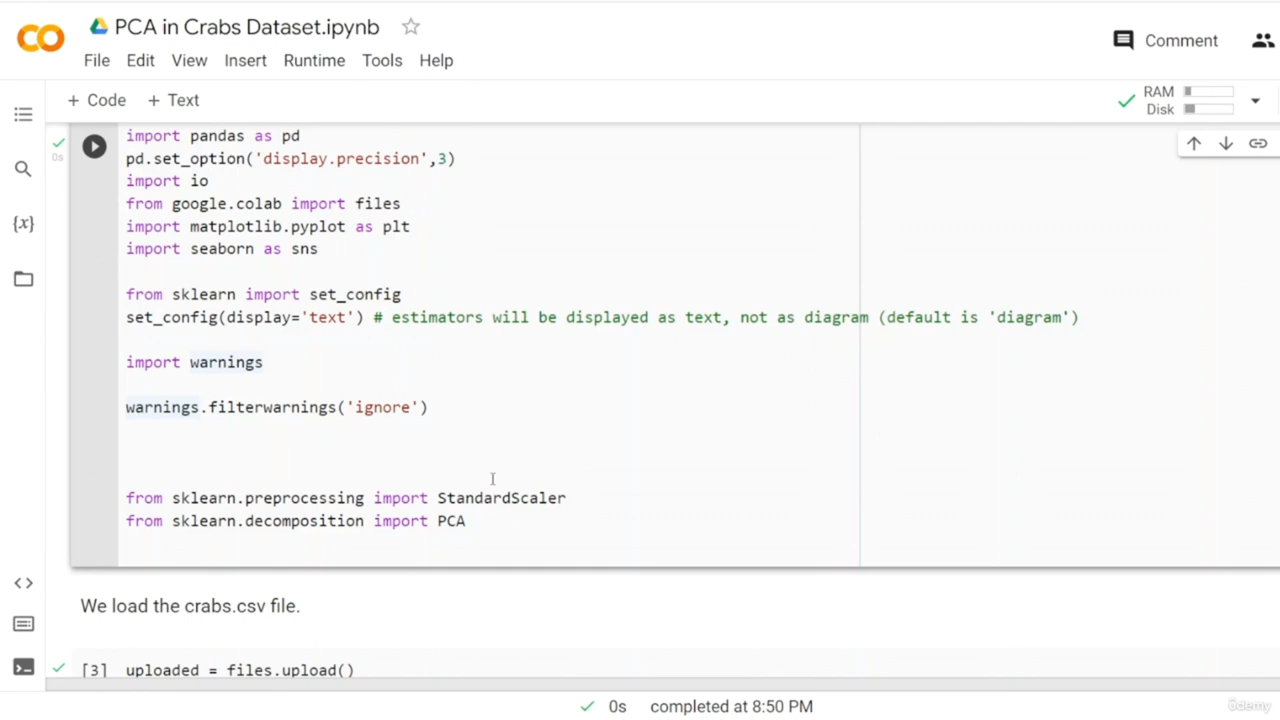 PCA in Crabs Dataset.ipynb
Comment
File Edit View Insert Runtime Tools Help
+ Code + Text
RAM
Disk
0s
import pandas as pd
pd.set_option('display.precision',3)
import io
from google.colab import files
import matplotlib.pyplot as plt
import seaborn as sns
from sklearn import set_config
set_config(display='text') # estimators will be displayed as text, not as diagram (default is 'diagram')
import warnings
warnings.filterwarnings('ignore')
from sklearn.preprocessing import StandardScaler
from sklearn.decomposition import PCA
We load the crabs.csv file.
[3] uploaded = files.upload()
0s completed at 8:50 PM
ûdemy